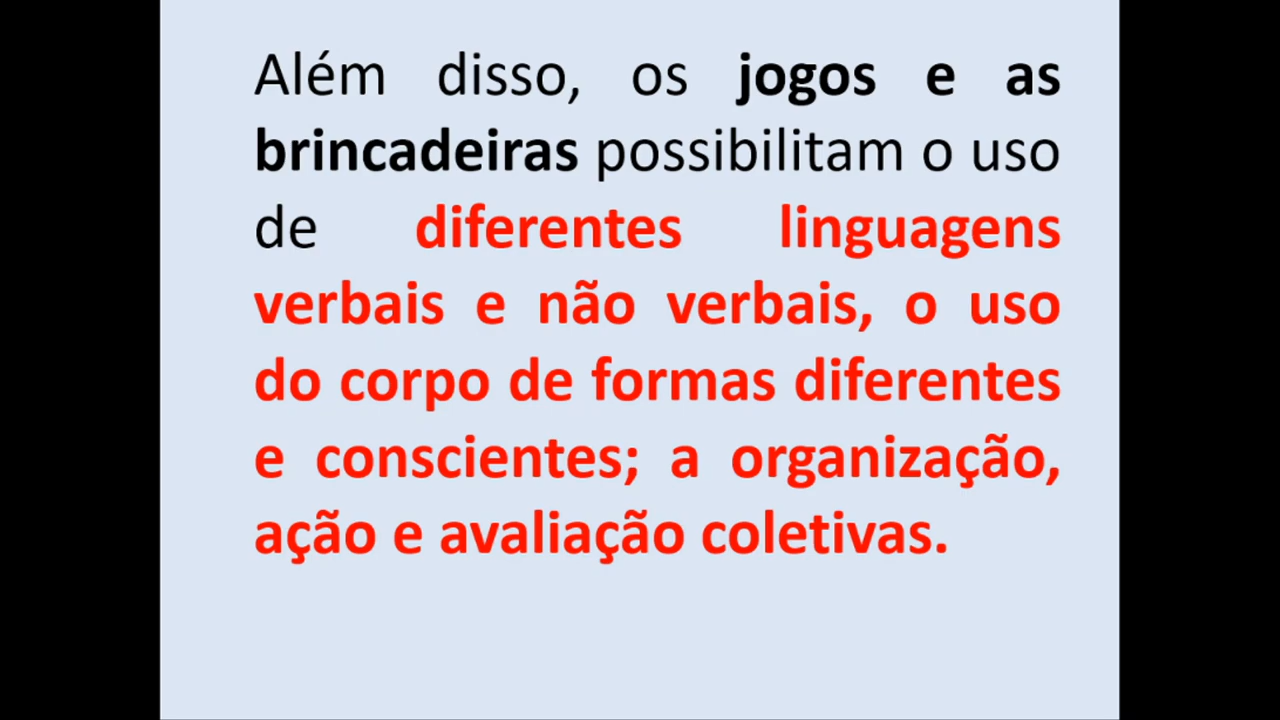 Além disso, os jogos e as
brincadeiras possibilitam o uso
de diferentes linguagens
verbais e não verbais, o uso
do corpo de formas diferentes
e conscientes; a organização,
ação e avaliação coletivas.